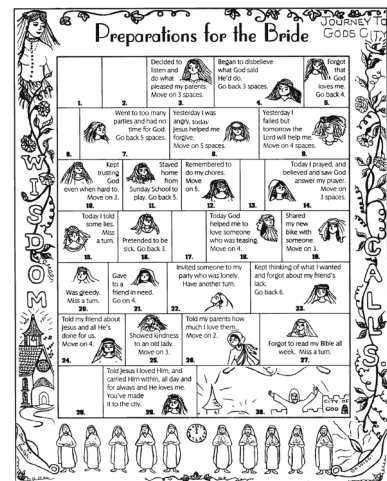 JOURNEY TO
GODS CITY
Preparations for the Bride
1.
2.
Decided to
listen and
do what
pleased my parents.
Move on 3 spaces.
3.
Began to disbelieve
what God
said
He'd do.
Go back 3 spaces.
4.
Forgot
that
God
loves me.
Go back 4.
5.
6.
Went to too many
parties and had no
time for God.
Go back 5 spaces.
7.
Yesterday I was
angry, today
Jesus helped me
forgive.
Move on 5 spaces.
8.
Yesterday I
failed but
tomorrow the
Lord will help me.
Move on 4 spaces.
9.
Kept
trusting
God
even when hard to.
Move on 3.
10.
Stayed
home
from
Sunday School to
play. Go back 5.
11.
Remembered to
do my chores.
Move
on 5.
12.
13.
Today I prayed, and
believed and saw God
answer my prayer.
Move on
3 spaces.
14.
Today I told
some lies.
Miss
a turn.
15.
Pretended to be
sick. Go back 3.
16.
17.
Today God
helped me to
love someone
who was teasing.
Move on 4.
18.
Shared
my new
bike with
someone.
Move on 3.
19.
Was greedy.
Miss a turn.
20.
Gave
to a
friend in need.
Go on 4.
21.
22.
Invited someone to my
party who was lonely.
Have another turn.
Kept thinking of what I wanted
and forgot about my friend's
lack.
Go back 6.
23.
Told my friend about
Jesus and all He's
done for us.
Move on 4.
24.
Showed kindness
to an old lady.
Move on 3.
25.
Told my parents how
much I love them.
Move on 2.
26.
Forgot to read my Bible all
week. Miss a turn.
27.
28.
Told Jesus I loved Him, and
carried Him within, all day and
for always and He loves me.
You've made
it to the city.
29.
30.
CITY OF
GOD
WISDOM
CALLS